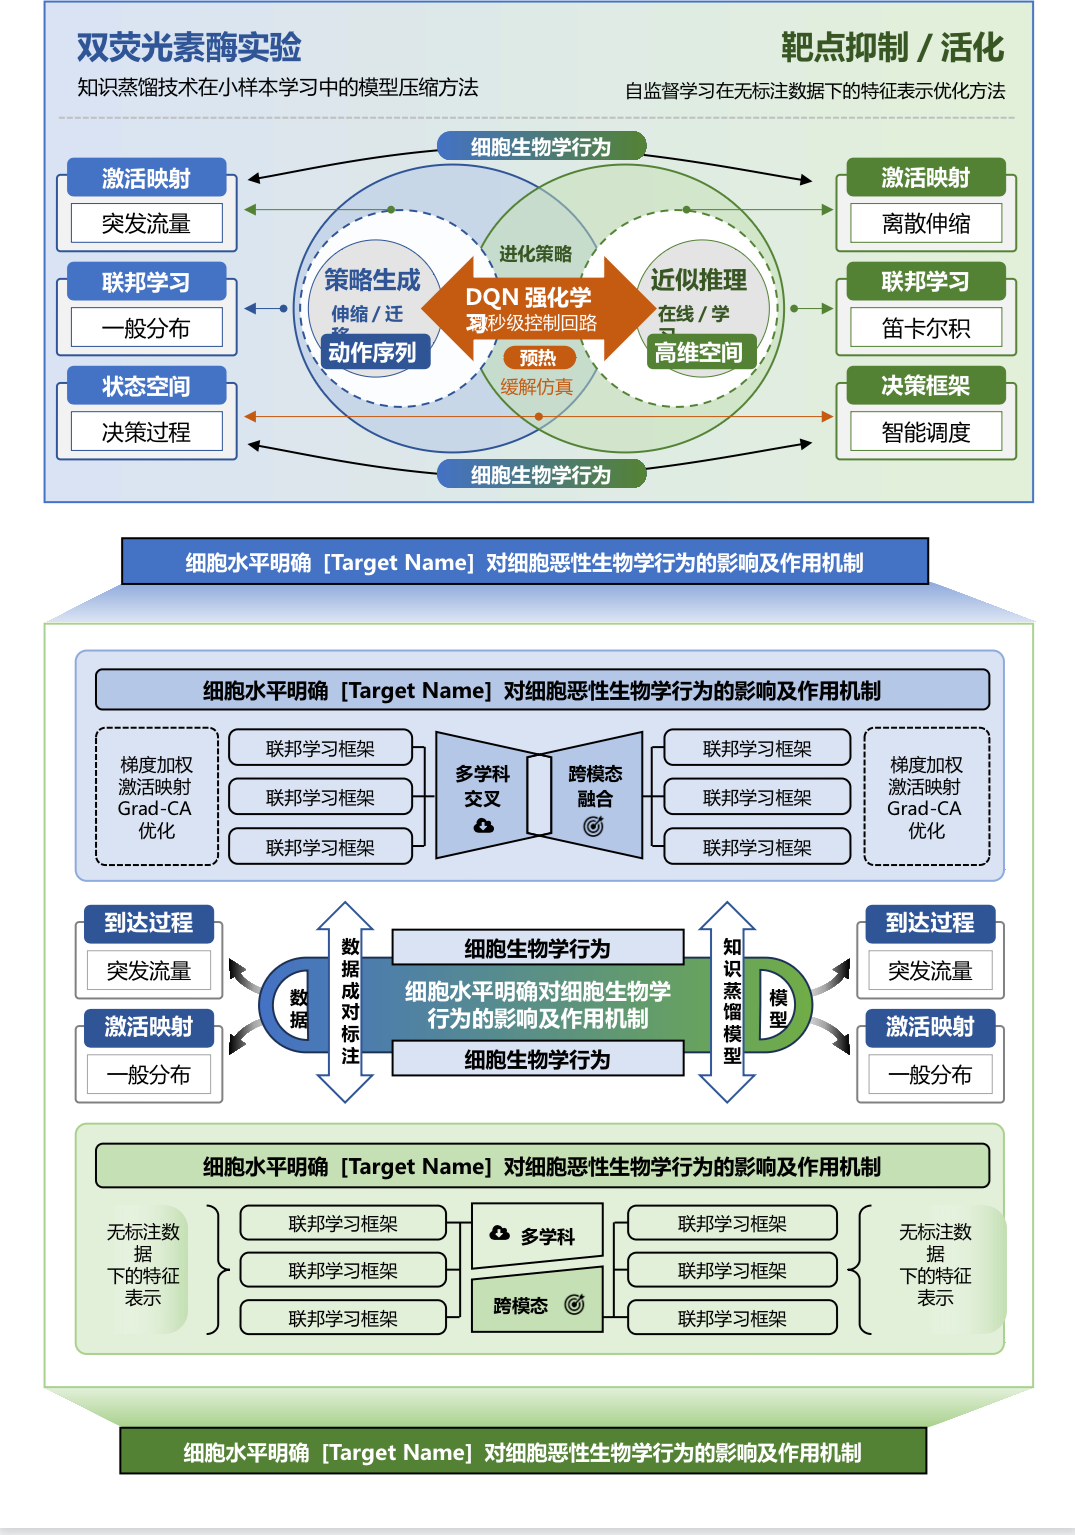 双荧光素酶实验
靶点抑制 / 活化
知识蒸馏技术在小样本学习中的模型压缩方法
自监督学习在无标注数据下的特征表示优化方法
细胞生物学行为
激活映射
突发流量
联邦学习
一般分布
状态空间
决策过程
策略生成
伸缩 / 迁
移
动作序列
进化策略
DQN 强化学
习
秒级控制回路
预热
缓解仿真
近似推理
在线 / 学
习
高维空间
激活映射
离散伸缩
联邦学习
笛卡尔积
决策框架
智能调度
细胞生物学行为
细胞水平明确 [Target Name] 对细胞恶性生物学行为的影响及作用机制
细胞水平明确 [Target Name] 对细胞恶性生物学行为的影响及作用机制
梯度加权
激活映射
Grad-CA
优化
联邦学习框架
联邦学习框架
联邦学习框架
多学科
交叉
跨模态
融合
联邦学习框架
联邦学习框架
联邦学习框架
梯度加权
激活映射
Grad-CA
优化
到达过程
突发流量
激活映射
一般分布
数据
数据成对标注
细胞生物学行为
细胞水平明确对细胞生物学
行为的影响及作用机制
细胞生物学行为
知识蒸馏模型
模型
到达过程
突发流量
激活映射
一般分布
细胞水平明确 [Target Name] 对细胞恶性生物学行为的影响及作用机制
无标注数
据
下的特征
表示
联邦学习框架
联邦学习框架
联邦学习框架
多学科
跨模态
联邦学习框架
联邦学习框架
联邦学习框架
无标注数
据
下的特征
表示
细胞水平明确 [Target Name] 对细胞恶性生物学行为的影响及作用机制